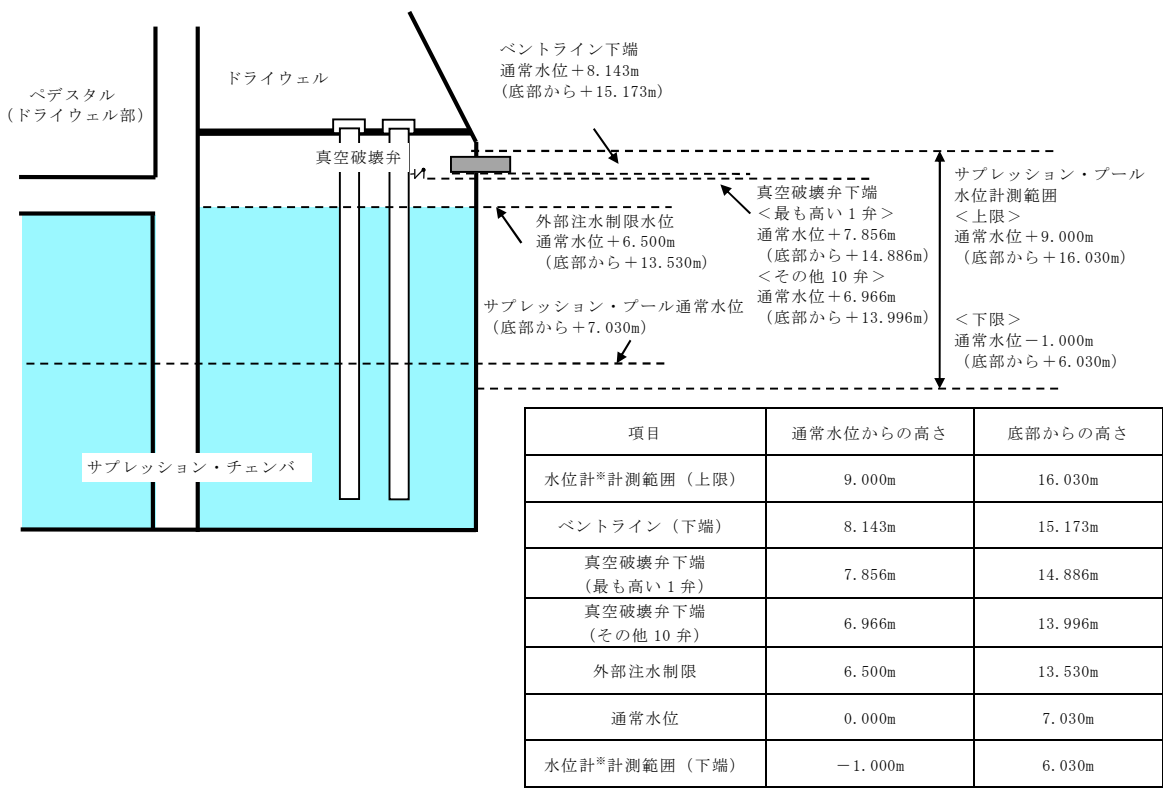 ペデスタル
(ドライウェル部)
ドライウェル
真空破壊弁
ベントライン下端
通常水位+8.143m
(底部から+15.173m)
外部注水制限水位
通常水位+6.500m
(底部から+13.530m)
サプレッション・プール通常水位
(底部から+7.030m)
真空破壊弁下端
<最も高い1弁>
通常水位+7.856m
(底部から+14.886m)
<その他10弁>
通常水位+6.966m
(底部から+13.996m)
サプレッション・プール
水位計測範囲
<上限>
通常水位+9.000m
(底部から+16.030m)
<下限>
通常水位-1.000m
(底部から+6.030m)
サプレッション・チェンバ
項目 通常水位からの高さ 底部からの高さ
水位計※計測範囲(上限) 9.000m 16.030m
ベントライン(下端) 8.143m 15.173m
真空破壊弁下端
(最も高い1弁) 7.856m 14.886m
真空破壊弁下端
(その他10弁) 6.966m 13.996m
外部注水制限 6.500m 13.530m
通常水位 0.000m 7.030m
水位計※計測範囲(下端) -1.000m 6.030m